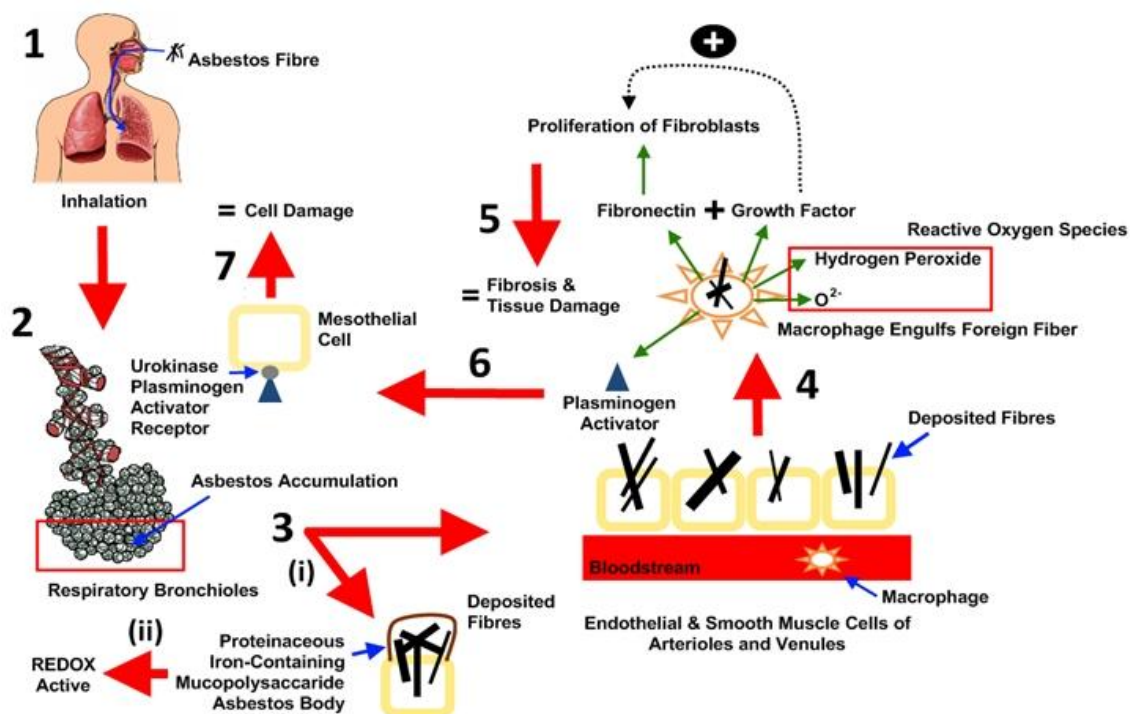 1
Asbestos Fibre
Inhalation
2
Asbestos Accumulation
Respiratory Bronchioles
3
(i)
Deposited
Fibres
Proteinaceous
Iron-Containing
Mucopolysaccaride
Asbestos Body
(ii)
REDOX
Active
Deposited Fibres
Bloodstream
Macrophage
Endothelial & Smooth Muscle Cells of
Arterioles and Venules
4
Macrophage Engulfs Foreign Fiber
Reactive Oxygen Species
Hydrogen Peroxide
O2-
Fibronectin + Growth Factor
+
Proliferation of Fibroblasts
5
= Fibrosis &
Tissue Damage
Plasminogen
Activator
6
Urokinase
Plasminogen
Activator
Receptor
Mesothelial
Cell
7
= Cell Damage